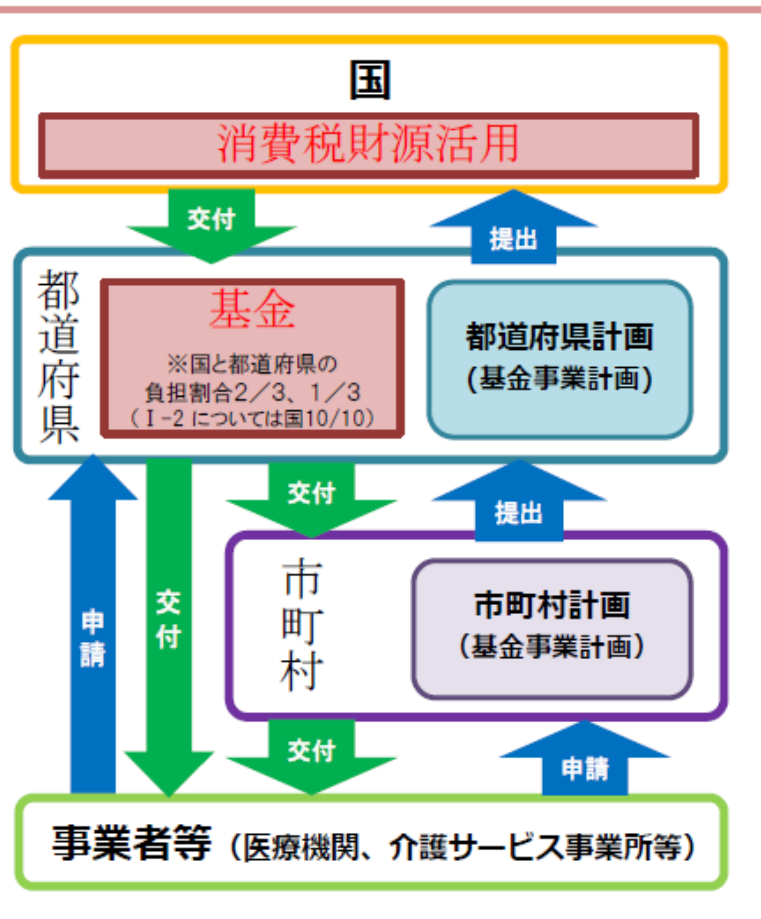 国
消費税財源活用
交付
提出
都道府県
基金
※国と都道府県の
負担割合2／3、1／3
（Ⅰ-2 については国10/10）
都道府県計画
(基金事業計画)
交付
提出
申請
交付
市町村
市町村計画
（基金事業計画）
交付
申請
事業者等（医療機関、介護サービス事業所等）